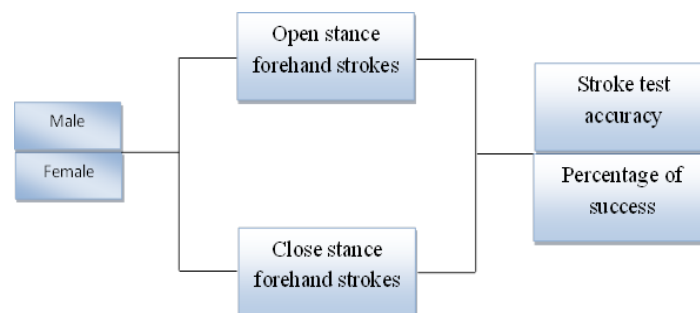 Male
Female
Open stance
forehand strokes
Close stance
forehand strokes
Stroke test
accuracy
Percentage of
success